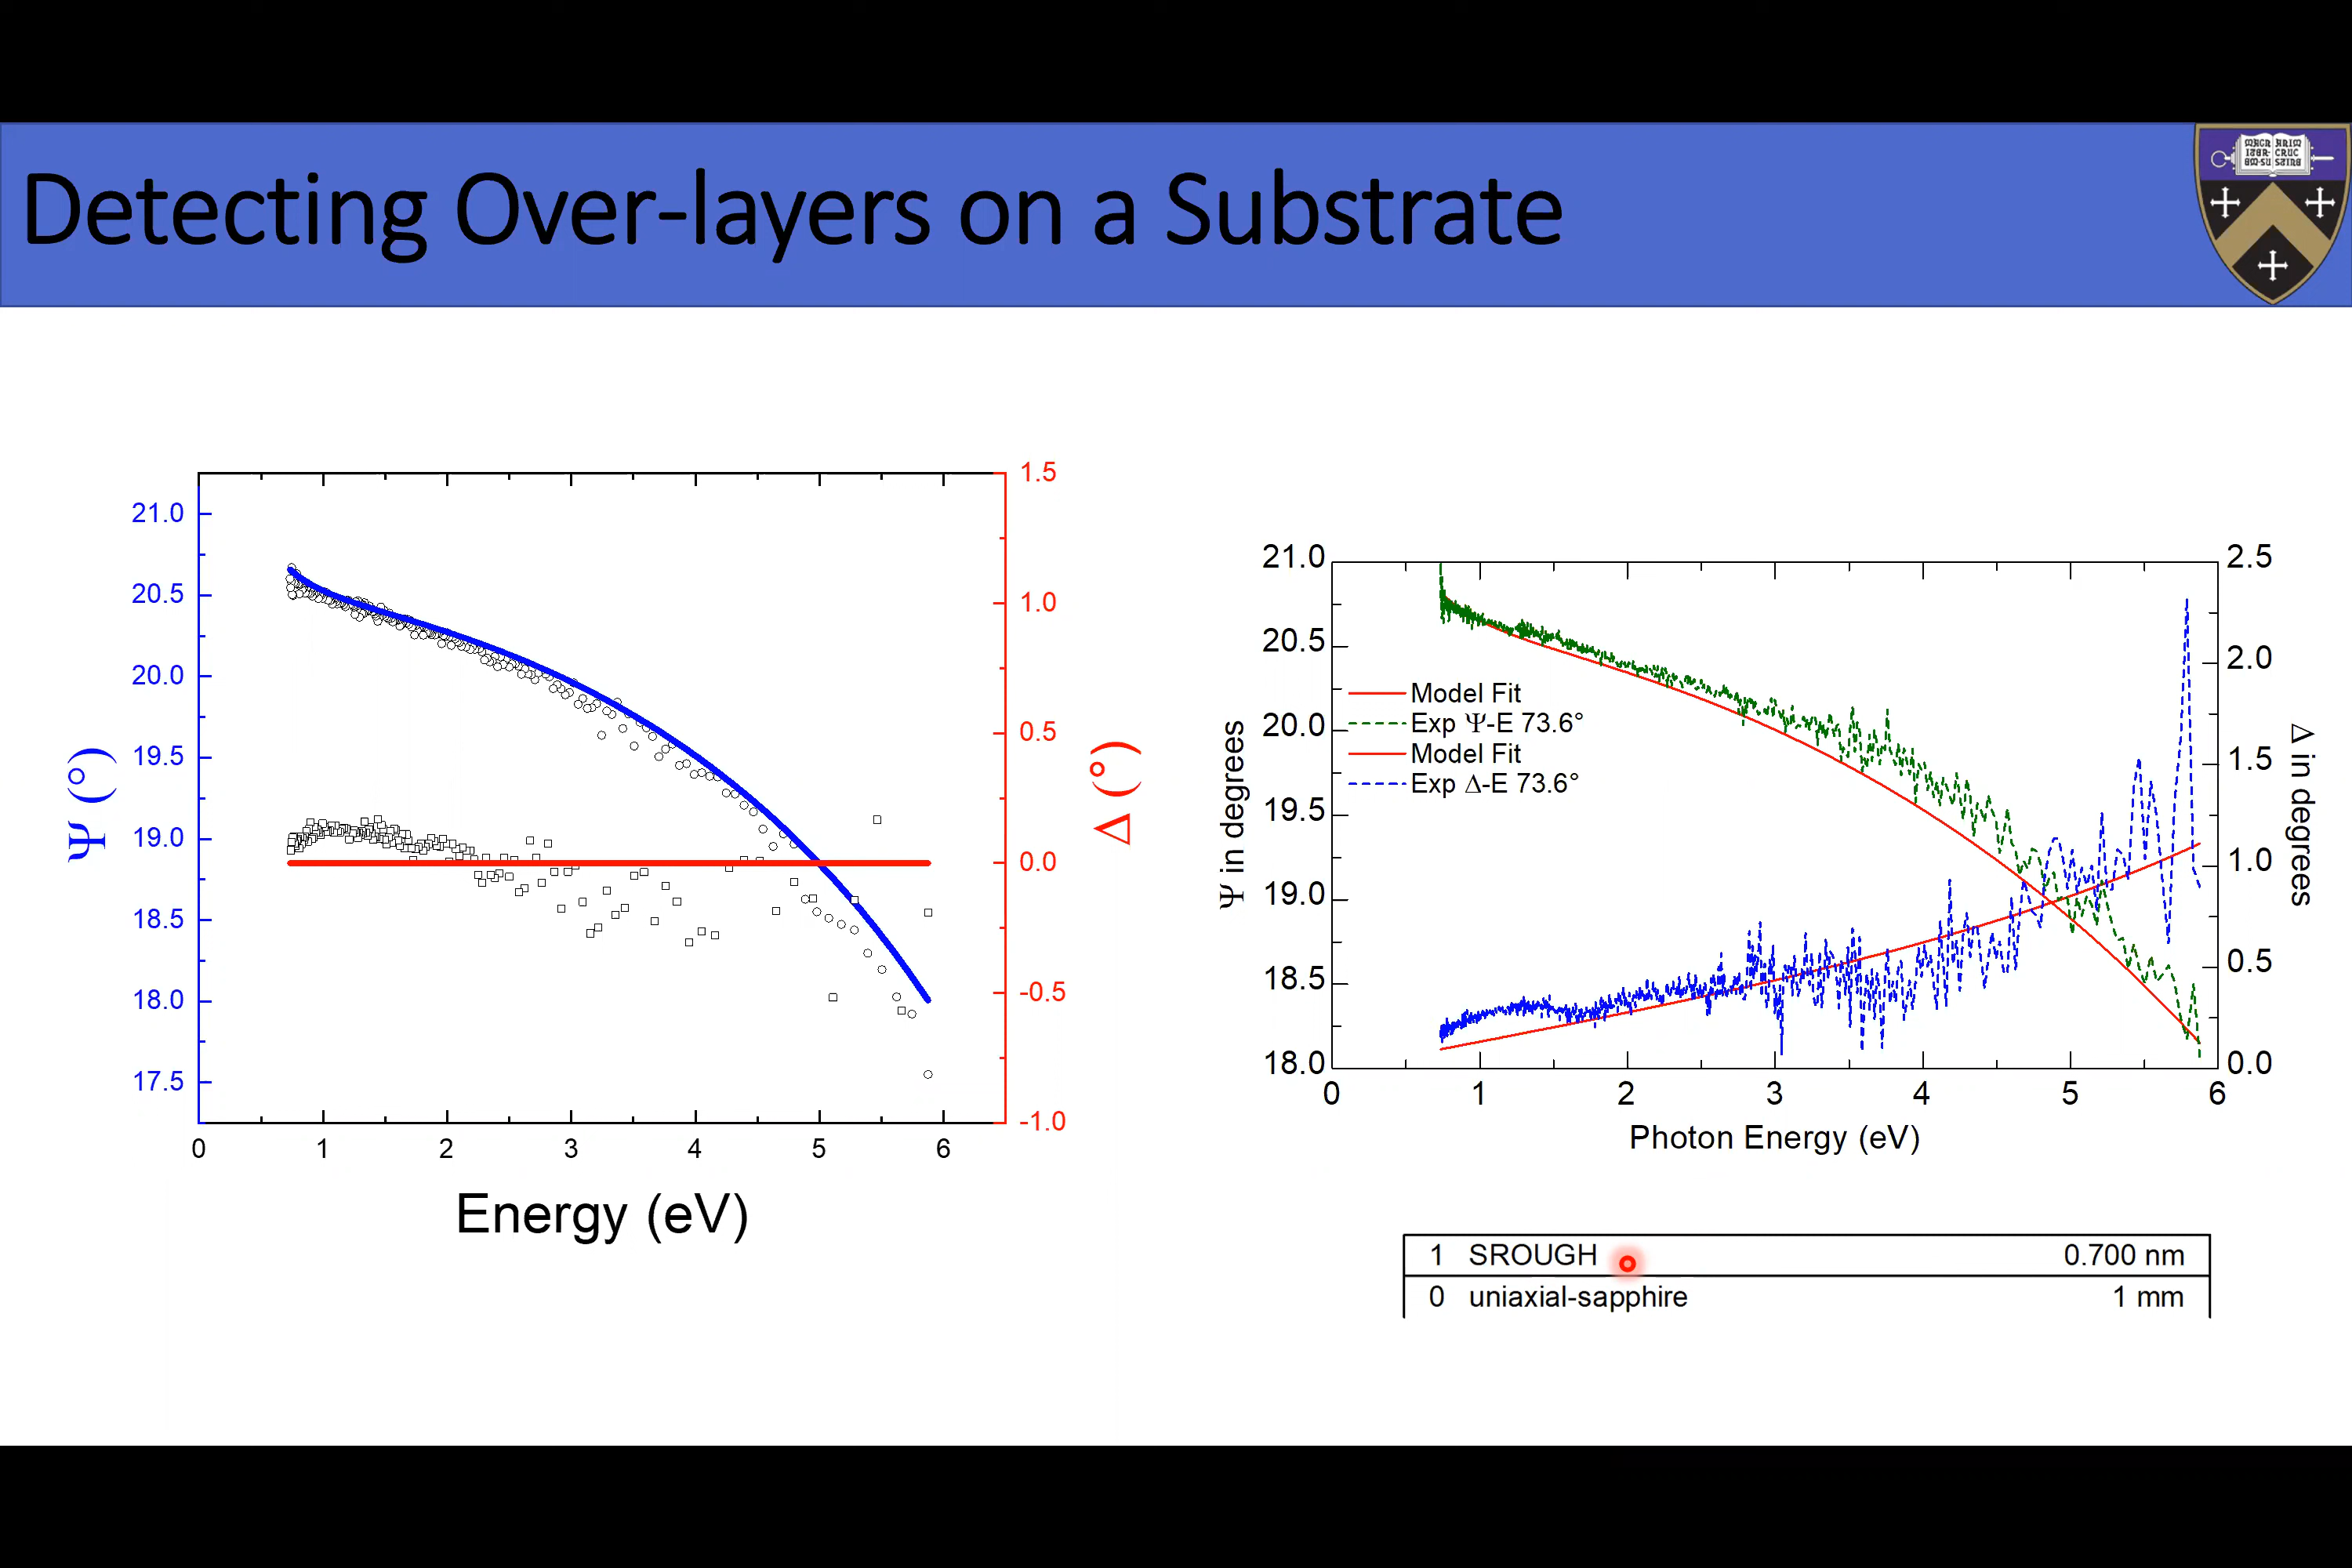 Detecting Over-layers on a Substrate
21.0
20.5
20.0
19.5
19.0
18.5
18.0
17.5
Ψ (°)
1.5
1.0
0.5
0.0
-0.5
-1.0
Δ (°)
0 1 2 3 4 5 6
Energy (eV)
21.0
20.5
20.0
19.5
19.0
18.5
18.0
Ψ in degrees
Model Fit
Exp Ψ-E 73.6°
Model Fit
Exp Δ-E 73.6°
2.5
2.0
1.5
1.0
0.5
0.0
Δ in degrees
0 1 2 3 4 5 6
Photon Energy (eV)
1 SROUGH 0.700 nm
0 uniaxial-sapphire 1 mm